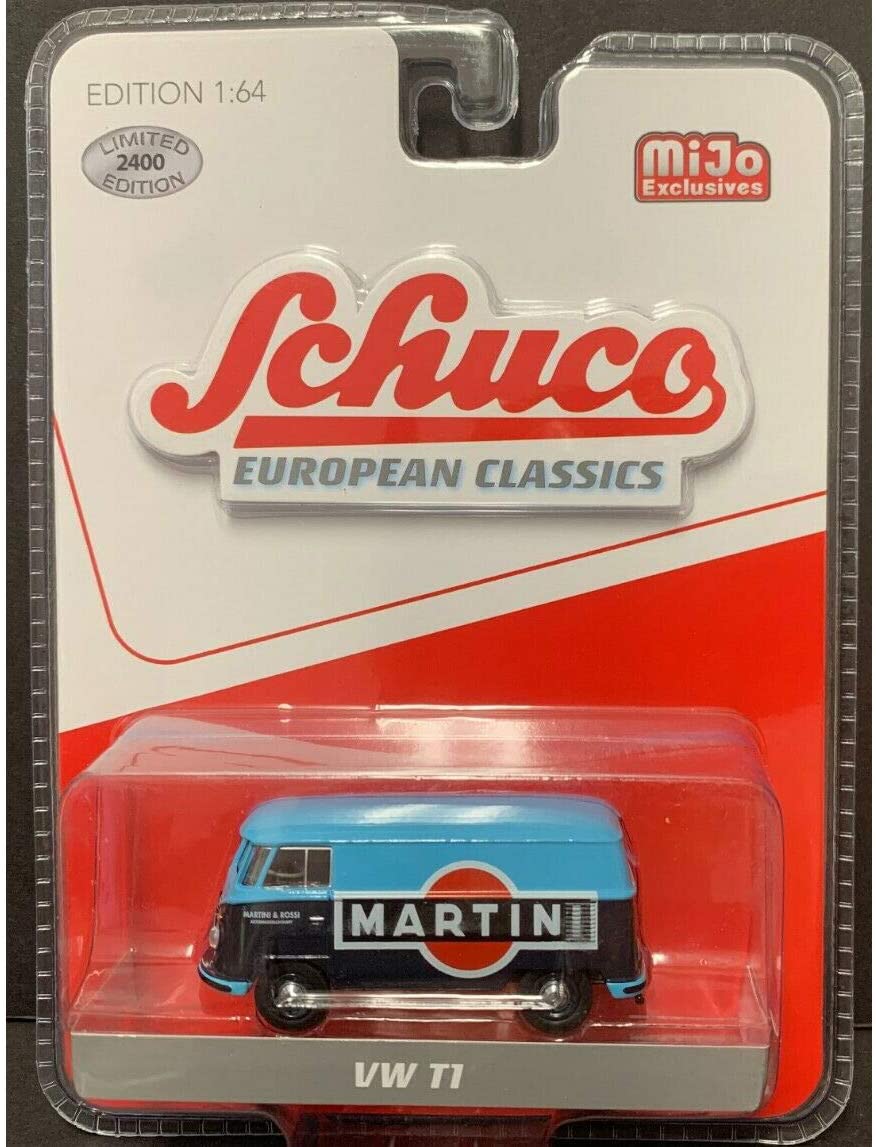 EDITION 1:64
LIMITED
2400
EDITION
MiJo
Exclusives
Schuco
EUROPEAN CLASSICS
MARTINI & ROSSI
MARTINI
VW T1